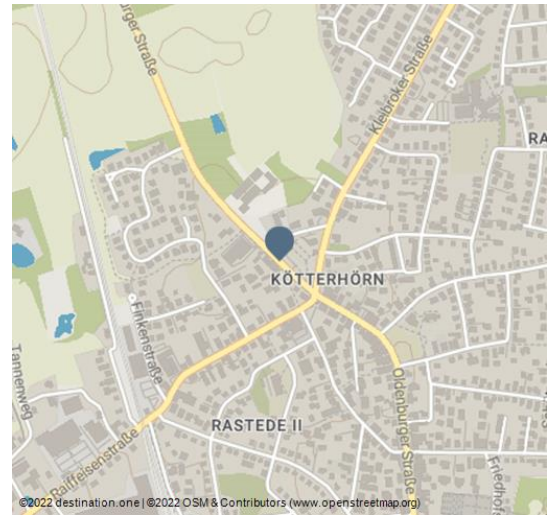 burger Straße
Kleibroker Straße
RA
KÖTTERHÖRN
Finkenstraße
Tannenweg
Oldenburger Straße
RASTEDE II
Raiffeisenstraße
Friedhof
©2022 destination.one | ©2022 OSM & Contributors (www.openstreetmap.org)